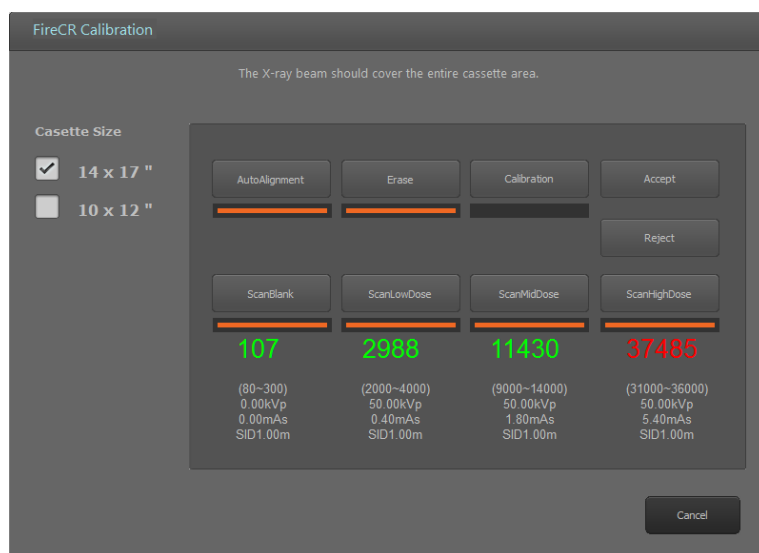 FireCR Calibration
The X-ray beam should cover the entire cassette area.
Casette Size
14 x 17 "
10 x 12 "
AutoAlignment
Erase
Calibration
Accept
Reject
ScanBlank
ScanLowDose
ScanMidDose
ScanHighDose
107
2988
11430
37485
(80~300)
0.00kVp
0.00mAs
SID1.00m
(2000~4000)
50.00kVp
0.40mAs
SID1.00m
(9000~14000)
50.00kVp
1.80mAs
SID1.00m
(31000~36000)
50.00kVp
5.40mAs
SID1.00m
Cancel